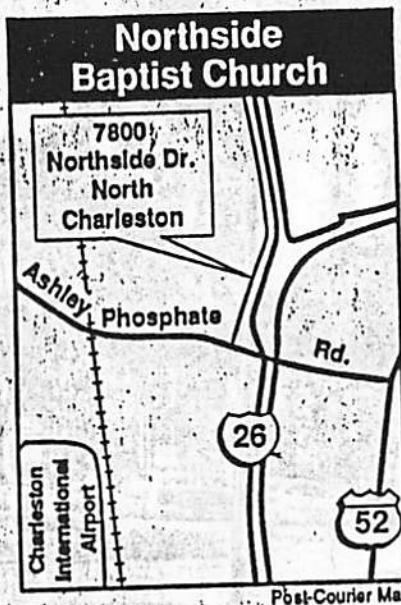 Northside
Baptist Church
7800
Northside Dr.
North
Charleston
Ashley Phosphate Rd.
26
52
Charleston
International
Airport
Post-Courier Ma